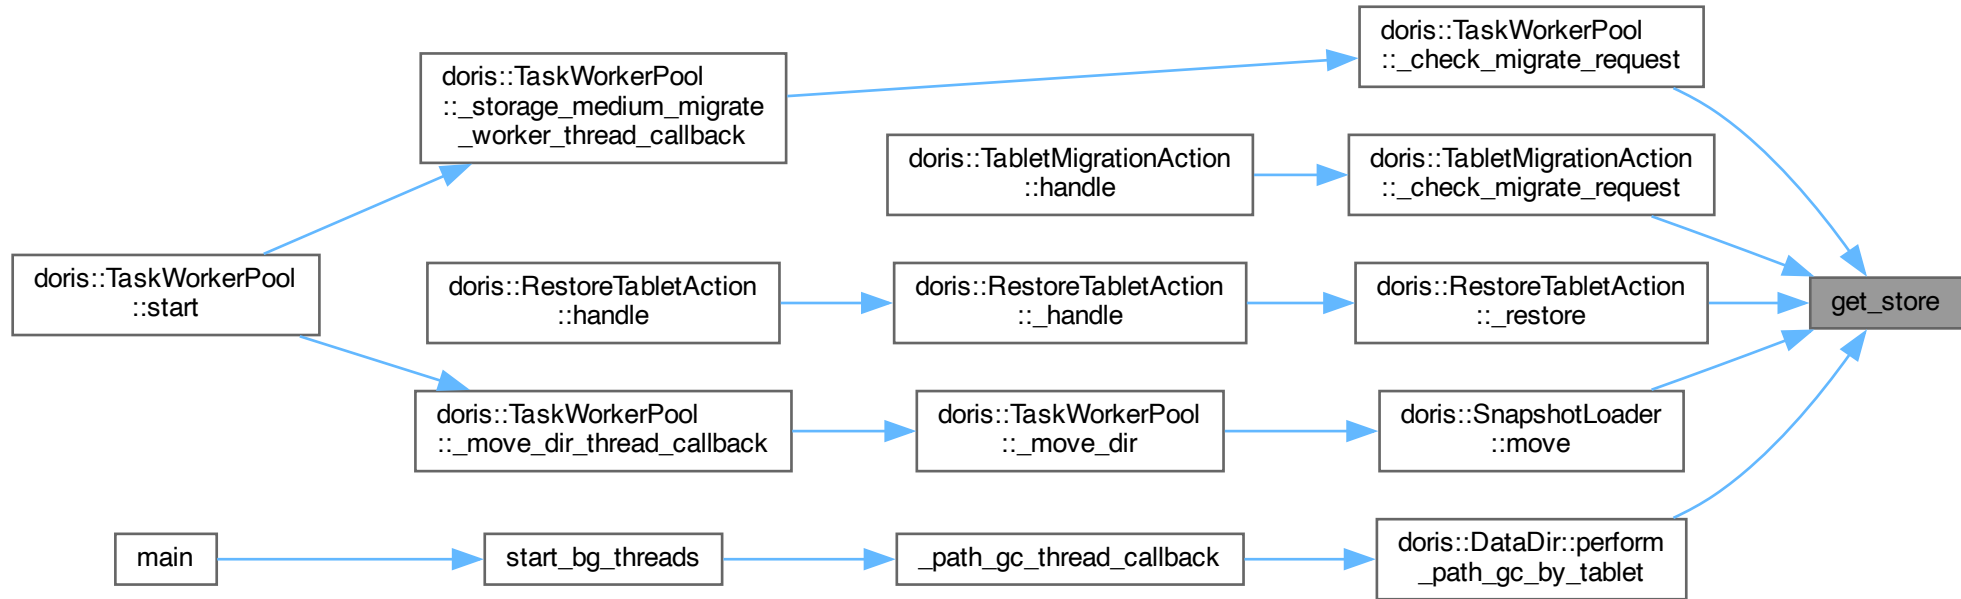 doris::TaskWorkerPool
::_check_migrate_request
doris::TaskWorkerPool
::_storage_medium_migrate
_worker_thread_callback
doris::TabletMigrationAction
::handle
doris::TabletMigrationAction
::_check_migrate_request
doris::TaskWorkerPool
::start
doris::RestoreTabletAction
::handle
doris::RestoreTabletAction
::_handle
doris::RestoreTabletAction
::_restore
get_store
doris::TaskWorkerPool
::_move_dir_thread_callback
doris::TaskWorkerPool
::_move_dir
doris::SnapshotLoader
::move
main
start_bg_threads
_path_gc_thread_callback
doris::DataDir::perform
_path_gc_by_tablet